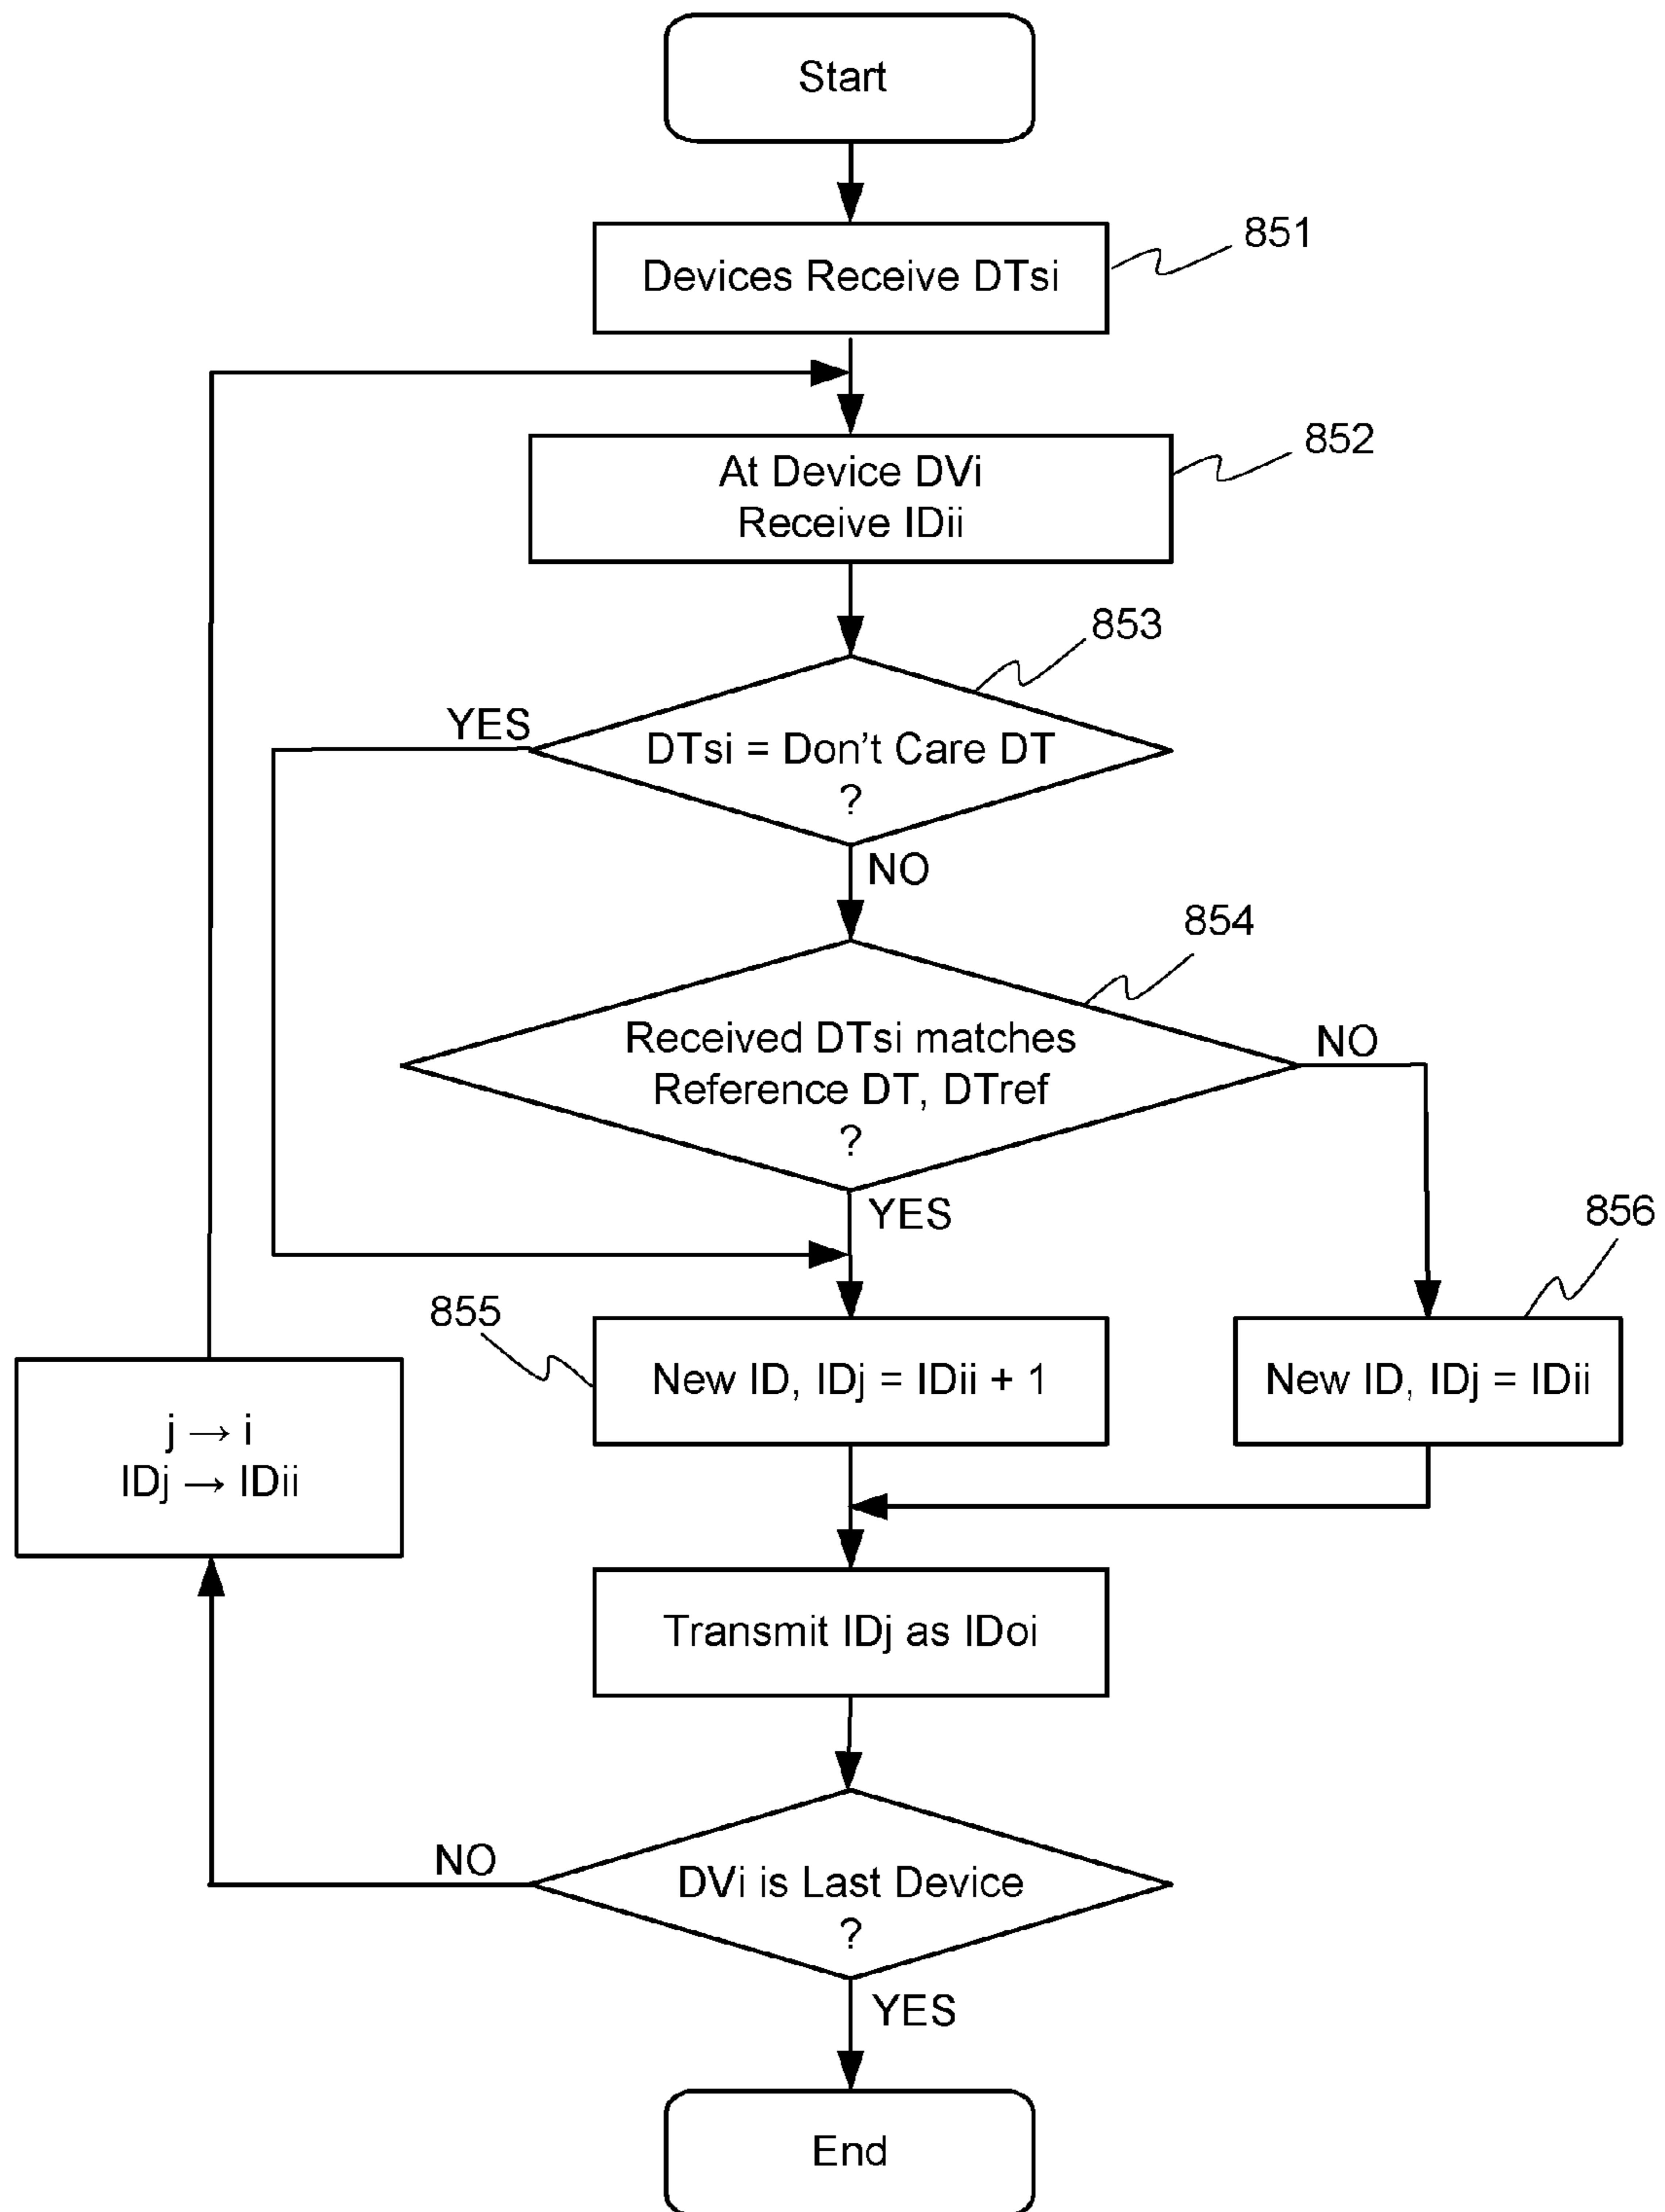 Start
851
Devices Receive DTsi
852
At Device DVi
Receive IDii
853
YES
DTsi = Don't Care DT
?
NO
854
Received DTsi matches
Reference DT, DTref
?
NO
YES
856
855
New ID, IDj = IDii + 1
New ID, IDj = IDii
j → i
IDj → IDii
Transmit IDj as IDoi
NO
DVi is Last Device
?
YES
End